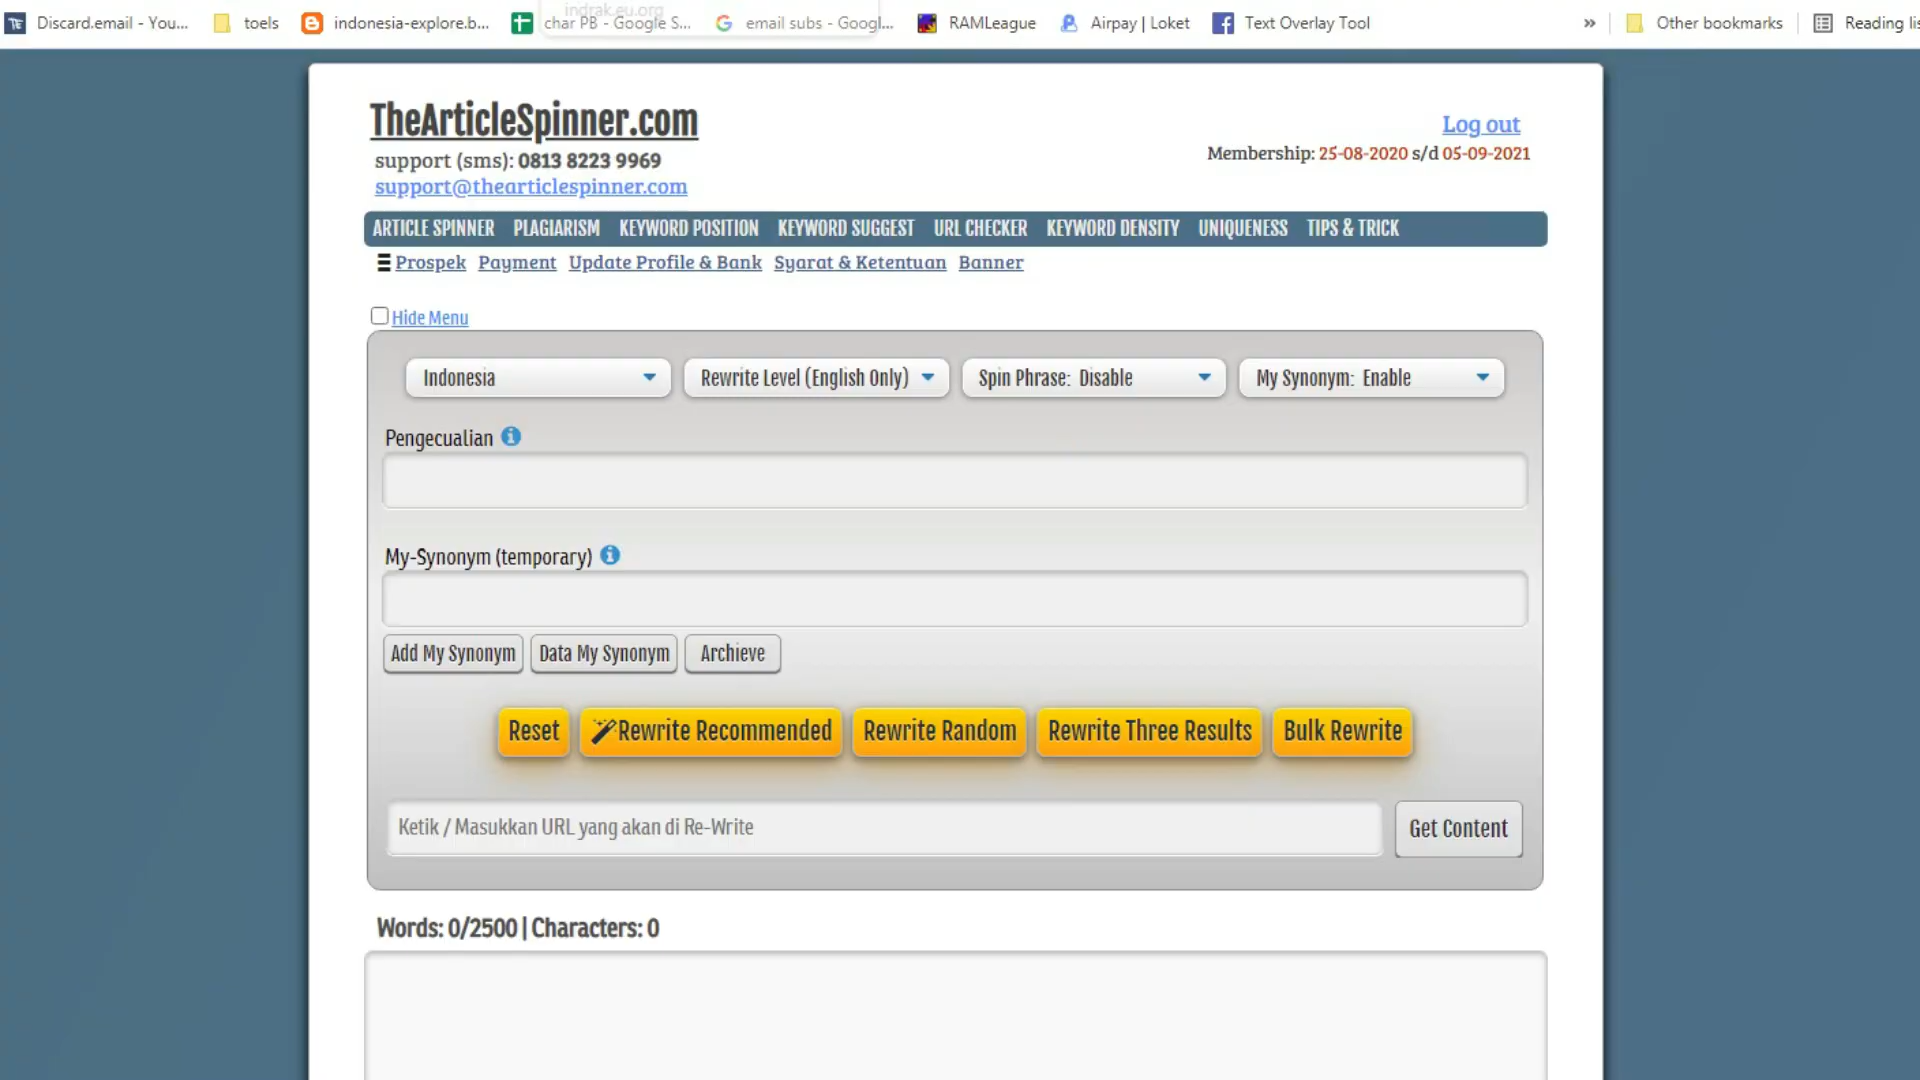 indrak.eu.org
Discard.email - You... toels indonesia-explore.b... char PB - Google S... email subs - Googl... RAMLeague Airpay | Loket Text Overlay Tool » Other bookmarks Reading lis
TheArticleSpinner.com
Log out
support (sms): 0813 8223 9969
Membership: 25-08-2020 s/d 05-09-2021
support@thearticlespinner.com
ARTICLE SPINNER PLAGIARISM KEYWORD POSITION KEYWORD SUGGEST URL CHECKER KEYWORD DENSITY UNIQUENESS TIPS & TRICK
Prospek Payment Update Profile & Bank Syarat & Ketentuan Banner
Hide Menu
Indonesia Rewrite Level (English Only) Spin Phrase: Disable My Synonym: Enable
Pengecualian
My-Synonym (temporary)
Add My Synonym Data My Synonym Archieve
Reset Rewrite Recommended Rewrite Random Rewrite Three Results Bulk Rewrite
Ketik / Masukkan URL yang akan di Re-Write Get Content
Words: 0/2500 | Characters: 0